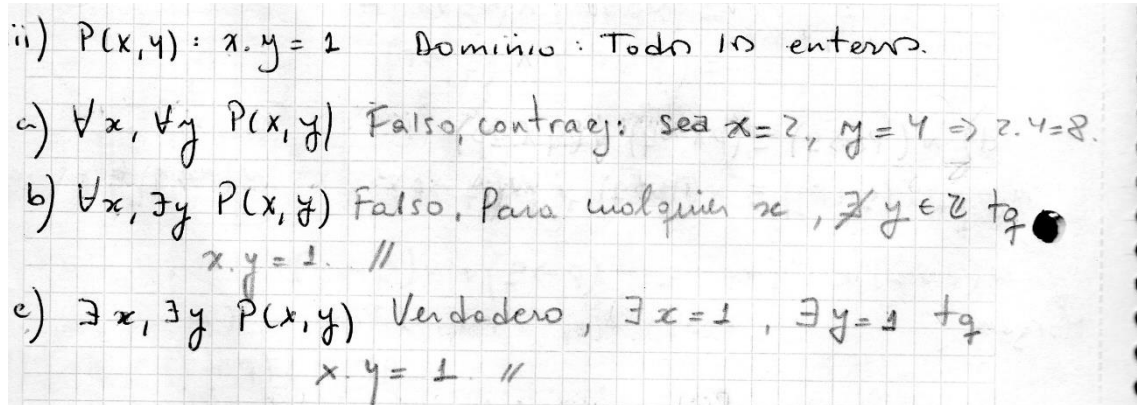 ii) P(x,y) : x.y = 1 Dominio : Todos los enteros.
a) ∀x, ∀y P(x,y) Falso, contraej: sea x=2, y=4 => 2.4=8.
b) ∀x, ∃y P(x,y) Falso. Para cualquier x, ∄ y ∈ ℤ tq
x.y = 1. //
c) ∃x, ∃y P(x,y) Verdadero, ∃x=1, ∃y=1 tq
x.y = 1 //